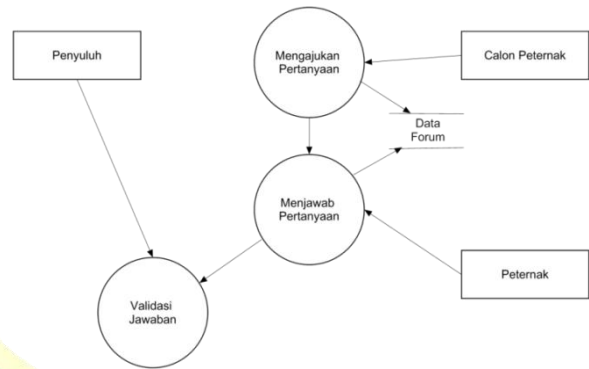 Penyuluh
Mengajukan
Pertanyaan
Calon Peternak
Data
Forum
Menjawab
Pertanyaan
Peternak
Validasi
Jawaban